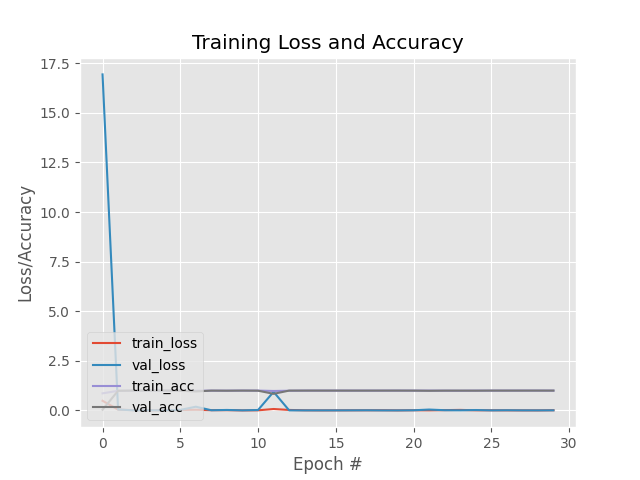 Training Loss and Accuracy
17.5
15.0
12.5
10.0
7.5
5.0
2.5
0.0
Loss/Accuracy
train_loss
val_loss
train_acc
val_acc
0 5 10 15 20 25 30
Epoch #